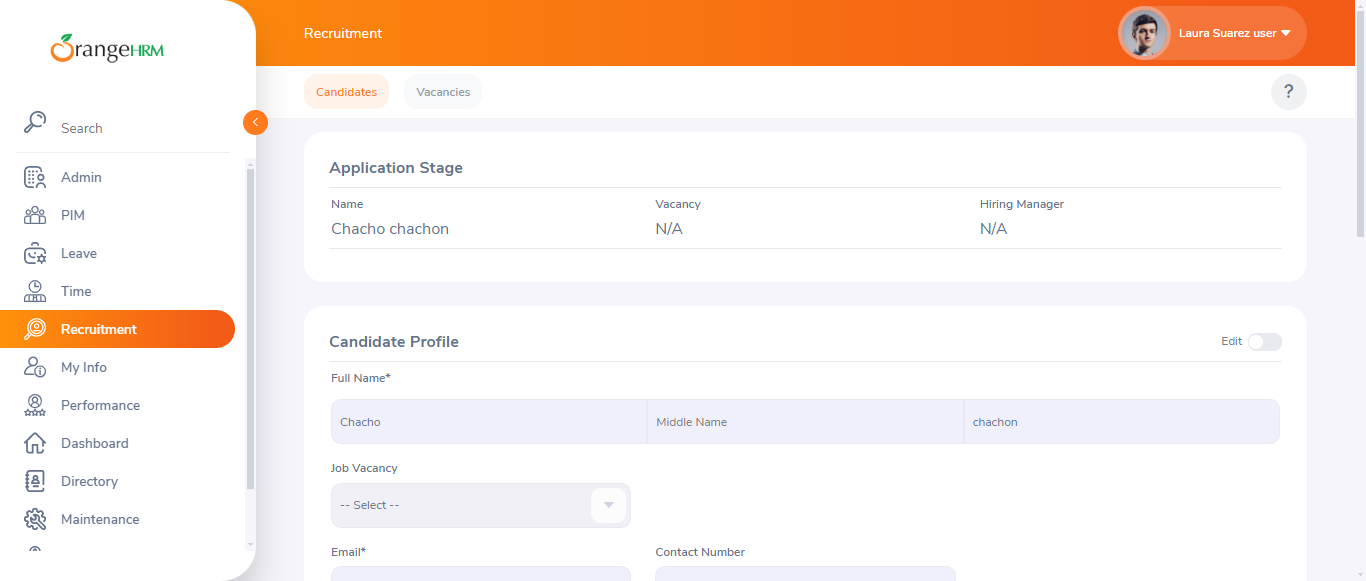 OrangeHRM
Search
Admin
PIM
Leave
Time
Recruitment
My Info
Performance
Dashboard
Directory
Maintenance
Recruitment
Laura Suarez user
Candidates
Vacancies
?
Application Stage
Name Vacancy Hiring Manager
Chacho chachon N/A N/A
Candidate Profile
Edit
Full Name*
Chacho Middle Name chachon
Job Vacancy
-- Select --
Email* Contact Number